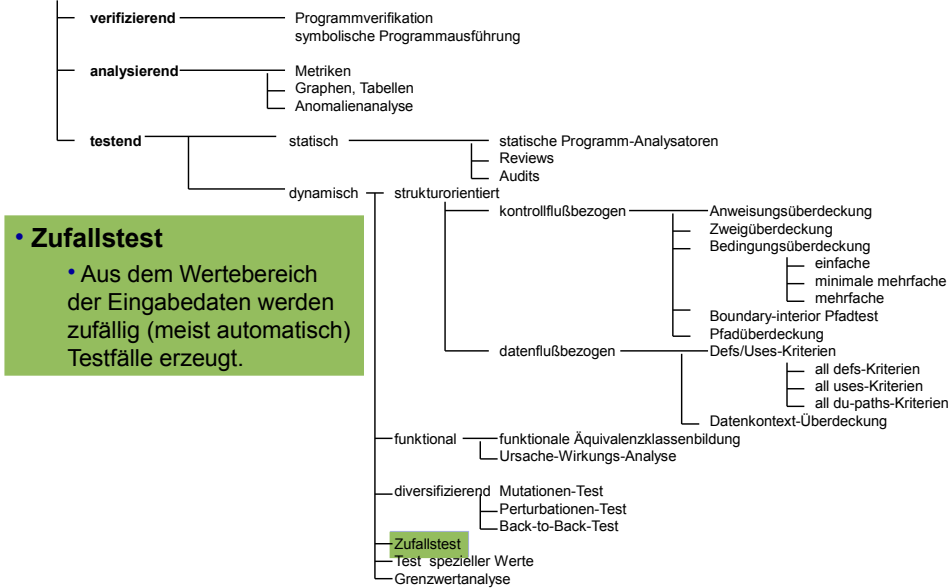 verifizierend
Programmverifikation
symbolische Programmausführung
analysierend
Metriken
Graphen, Tabellen
Anomalienanalyse
testend
statisch
statische Programm-Analysatoren
Reviews
Audits
dynamisch
strukturorientiert
kontrollflußbezogen
Anweisungsüberdeckung
Zweigüberdeckung
Bedingungsüberdeckung
einfache
minimale mehrfache
mehrfache
Boundary-interior Pfadtest
Pfadüberdeckung
datenflußbezogen
Defs/Uses-Kriterien
all defs-Kriterien
all uses-Kriterien
all du-paths-Kriterien
Datenkontext-Überdeckung
funktional
funktionale Äquivalenzklassenbildung
Ursache-Wirkungs-Analyse
diversifizierend
Mutationen-Test
Perturbationen-Test
Back-to-Back-Test
Zufallstest
Test spezieller Werte
Grenzwertanalyse
• Zufallstest
• Aus dem Wertebereich
der Eingabedaten werden
zufällig (meist automatisch)
Testfälle erzeugt.